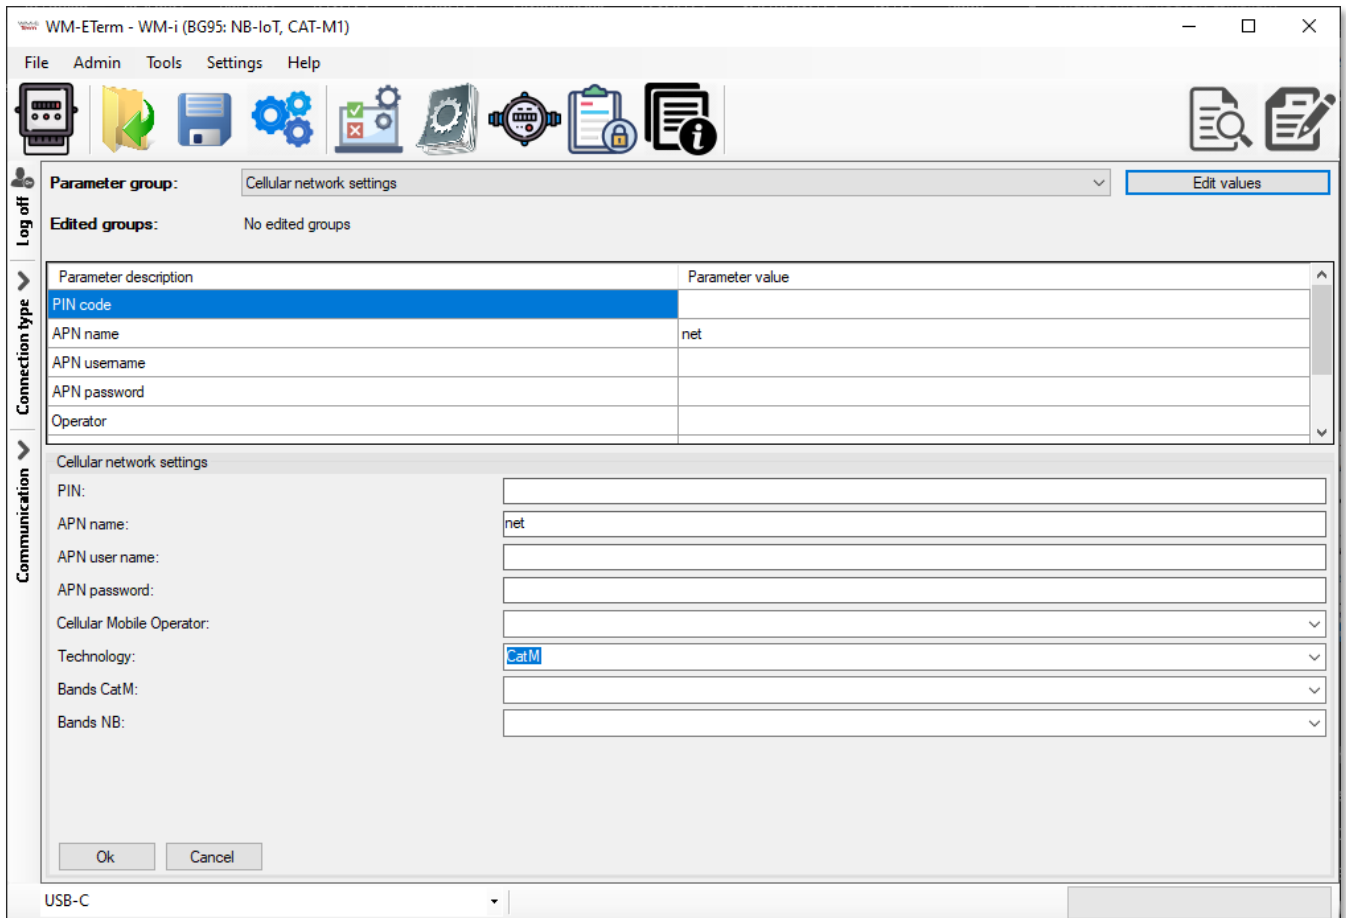 WM-ETerm - WM-i (BG95: NB-IoT, CAT-M1)
File Admin Tools Settings Help
Log off
Connection type
Communication
Parameter group: Cellular network settings Edit values
Edited groups: No edited groups
Parameter description Parameter value
PIN code
APN name net
APN username
APN password
Operator
Cellular network settings
PIN:
APN name: net
APN user name:
APN password:
Cellular Mobile Operator:
Technology: CatM
Bands CatM:
Bands NB:
Ok Cancel
USB-C